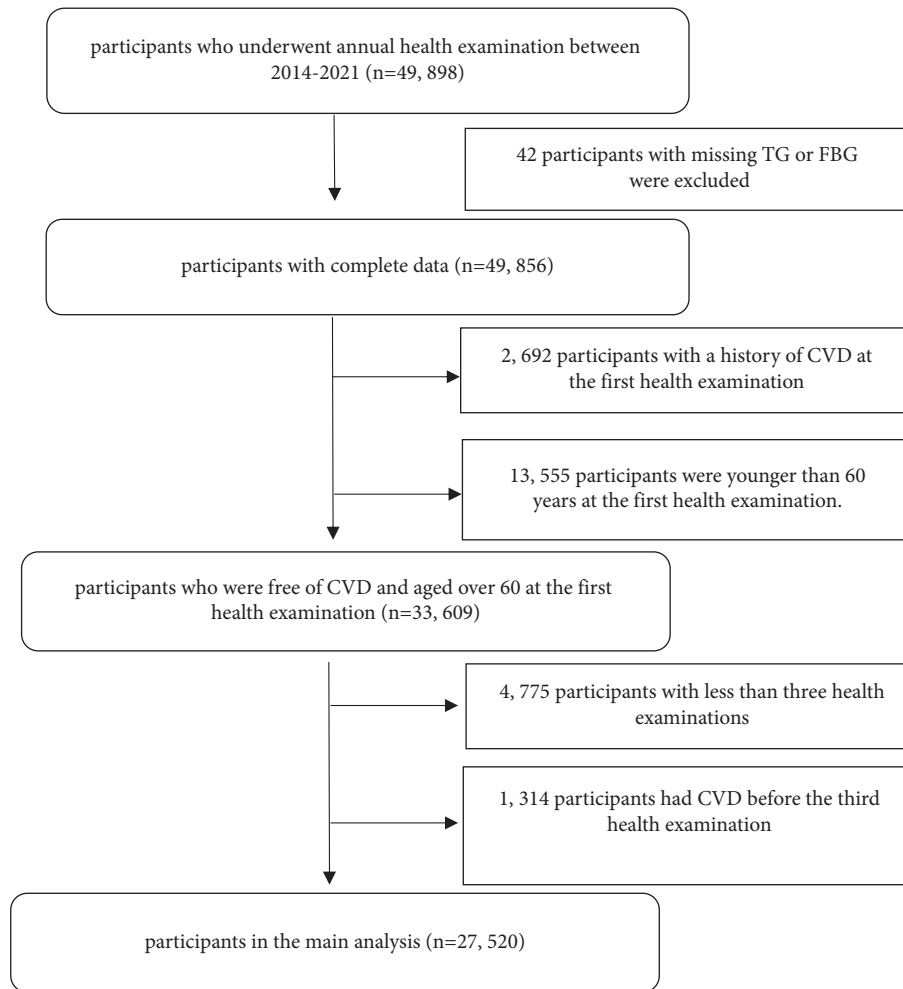 participants who underwent annual health examination between
2014-2021 (n=49, 898)
42 participants with missing TG or FBG
were excluded
participants with complete data (n=49, 856)
2, 692 participants with a history of CVD at
the first health examination
13, 555 participants were younger than 60
years at the first health examination.
participants who were free of CVD and aged over 60 at the first
health examination (n=33, 609)
4, 775 participants with less than three health
examinations
1, 314 participants had CVD before the third
health examination
participants in the main analysis (n=27, 520)